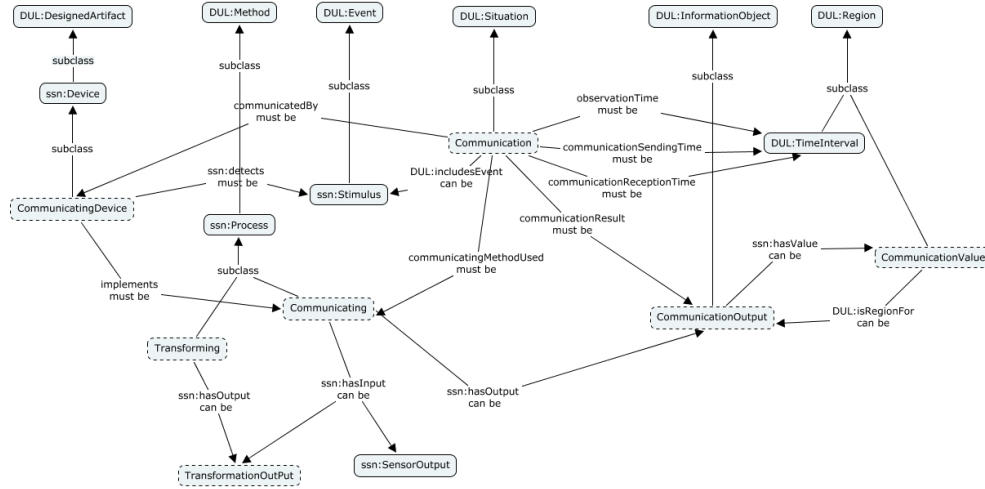 DUL:DesignedArtifact
DUL:Method
DUL:Event
DUL:Situation
DUL:InformationObject
DUL:Region
subclass
subclass
subclass
subclass
subclass
subclass
ssn:Device
communicatedBy
must be
observationTime
must be
Communication
DUL:TimeInterval
subclass
communicationSendingTime
must be
ssn:detects
must be
DUL:includesEvent
can be
communicationReceptionTime
must be
ssn:Stimulus
CommunicatingDevice
ssn:Process
communicationResult
must be
ssn:hasValue
can be
CommunicationValue
communicatingMethodUsed
must be
subclass
implements
must be
Communicating
CommunicationOutput
DUL:isRegionFor
can be
Transforming
ssn:hasOutput
can be
ssn:hasInput
can be
ssn:hasOutput
can be
ssn:SensorOutput
TransformationOutPut